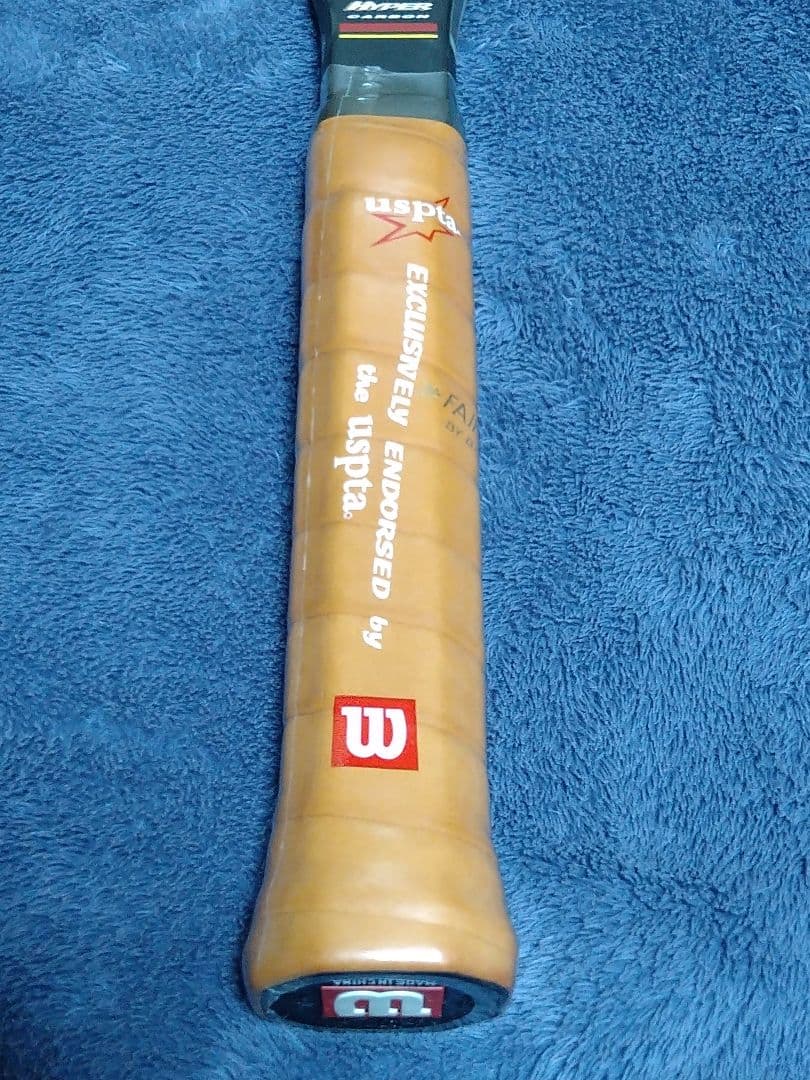 HYPER
CARBON
uspta
EXCLUSIVELY ENDORSED by
the uspta
W
MADE IN CHINA
W